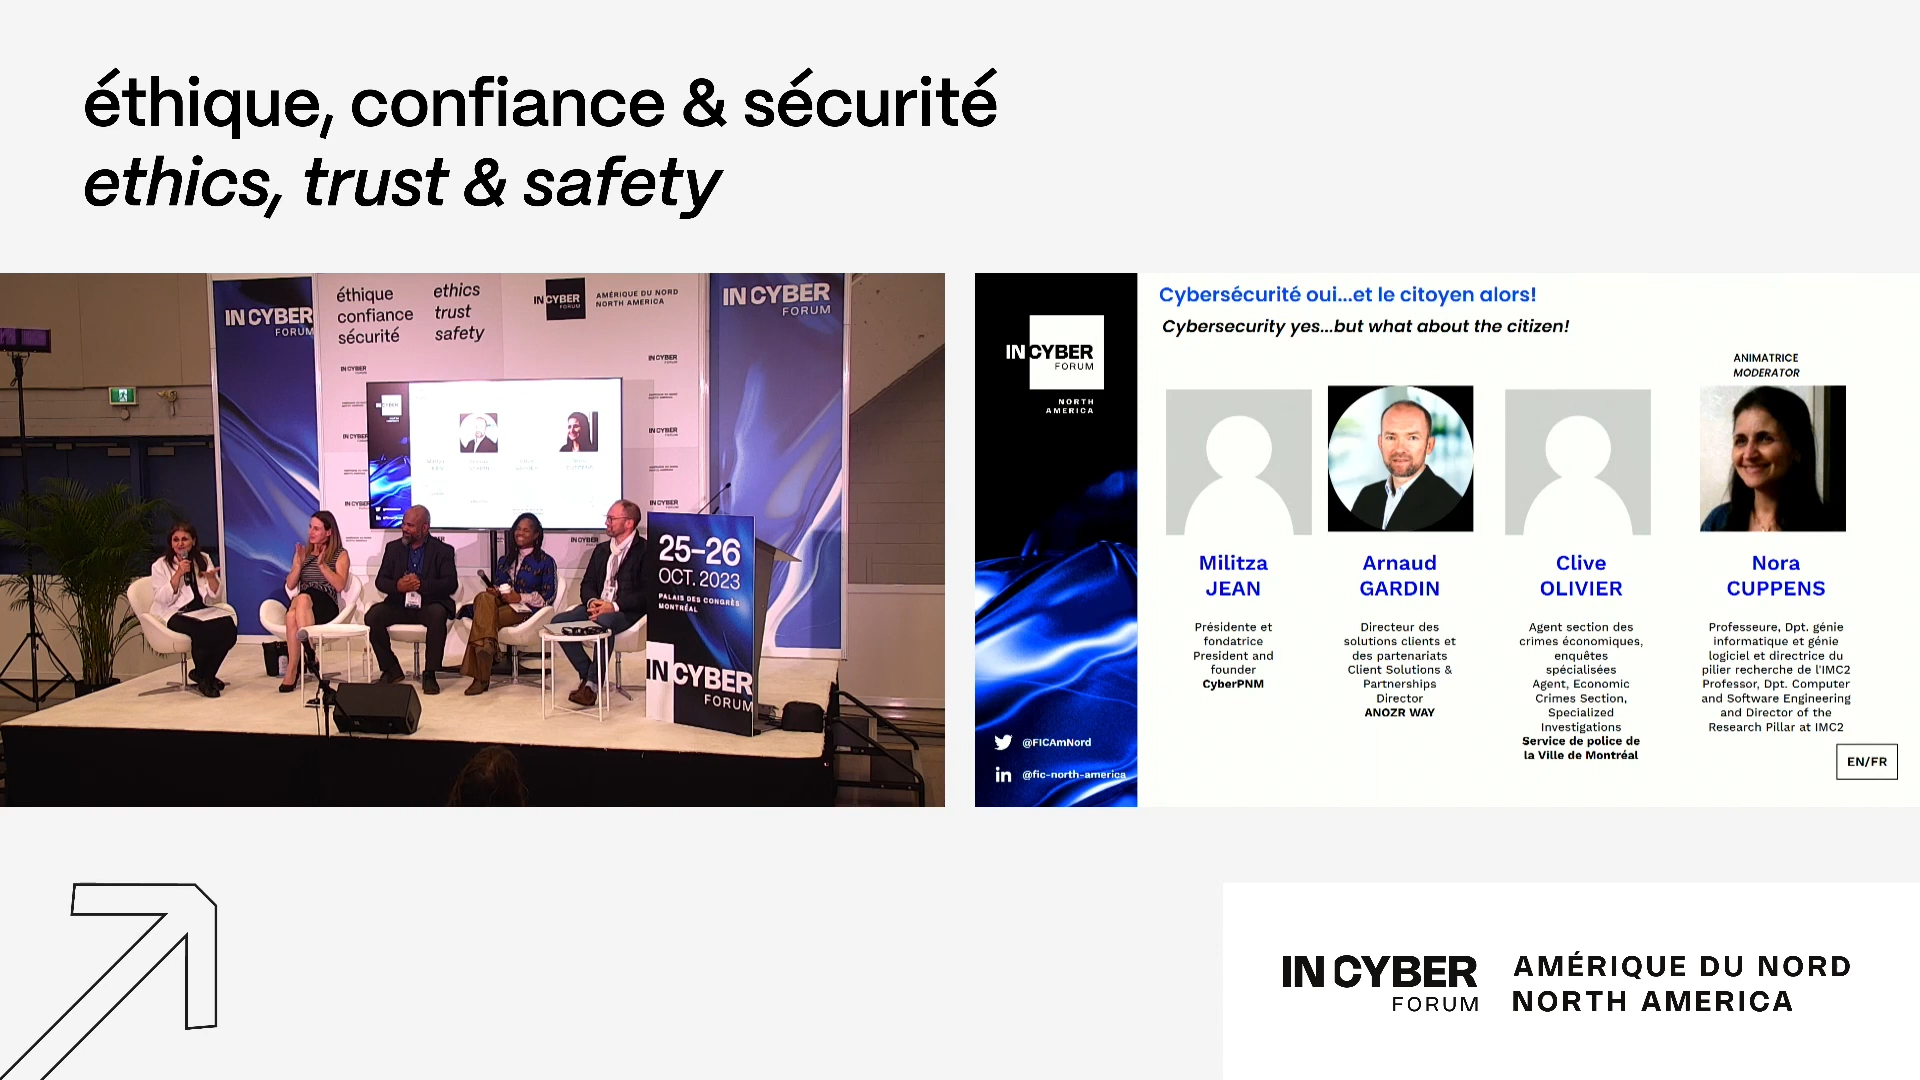 éthique, confiance & sécurité
ethics, trust & safety
IN CYBER
FORUM
éthique
confiance
sécurité
ethics
trust
safety
IN CYBER
FORUM
AMÉRIQUE DU NORD
NORTH AMERICA
IN CYBER
FORUM
25–26
OCT. 2023
PALAIS DES CONGRÈS
MONTRÉAL
IN CYBER
FORUM
IN CYBER
FORUM
NORTH
AMERICA
@FICAmNord
in @fic-north-america
Cybersécurité oui...et le citoyen alors!
Cybersecurity yes...but what about the citizen!
ANIMATRICE
MODERATOR
Militza
JEAN
Présidente et
fondatrice
President and
founder
CyberPNM
Arnaud
GARDIN
Directeur des
solutions clients et
des partenariats
Client Solutions &
Partnerships
Director
ANOZR WAY
Clive
OLIVIER
Agent section des
crimes économiques,
enquêtes
spécialisées
Agent, Economic
Crimes Section,
Specialized
Investigations
Service de police de
la Ville de Montréal
Nora
CUPPENS
Professeure, Dpt. génie
informatique et génie
logiciel et directrice du
pilier recherche de l'IMC2
Professor, Dpt. Computer
and Software Engineering
and Director of the
Research Pillar at IMC2
EN/FR
IN CYBER
FORUM
AMÉRIQUE DU NORD
NORTH AMERICA